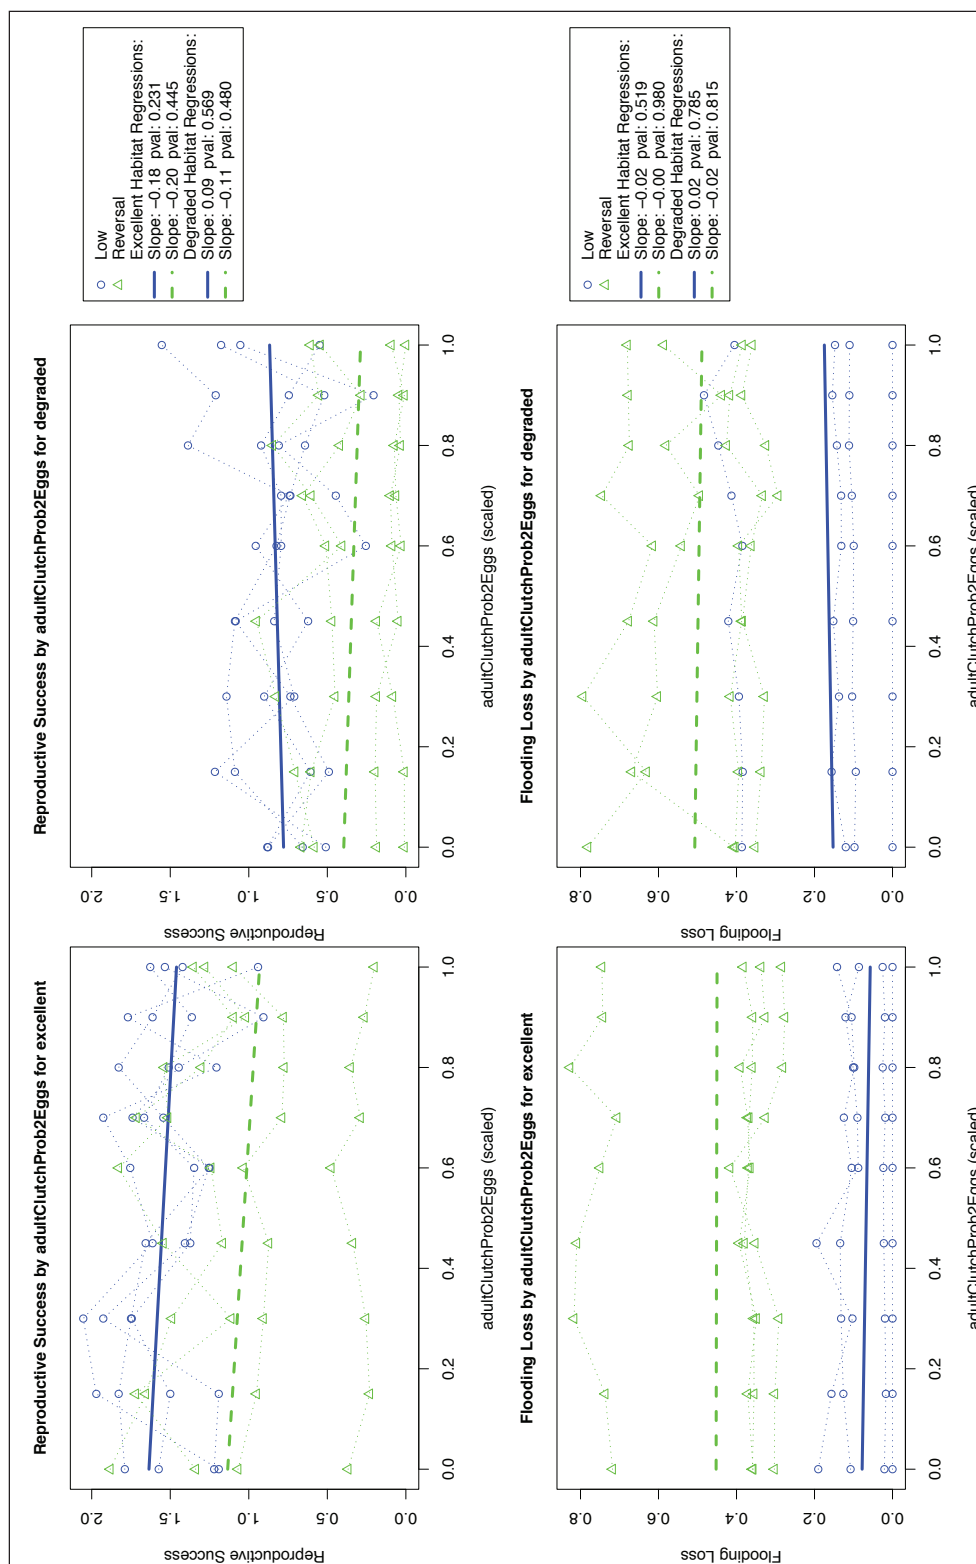 Reproductive Success by adultClutchProb2Eggs for excellent
Reproductive Success
0.0 0.5 1.0 1.5 2.0
0.0 0.2 0.4 0.6 0.8 1.0
adultClutchProb2Eggs (scaled)
Reproductive Success by adultClutchProb2Eggs for degraded
Reproductive Success
0.0 0.5 1.0 1.5 2.0
0.0 0.2 0.4 0.6 0.8 1.0
adultClutchProb2Eggs (scaled)
Low
Reversal
Excellent Habitat Regressions:
Slope: −0.18 pval: 0.231
Slope: −0.20 pval: 0.445
Degraded Habitat Regressions:
Slope: 0.09 pval: 0.569
Slope: −0.11 pval: 0.480
Flooding Loss by adultClutchProb2Eggs for excellent
Flooding Loss
0.0 0.2 0.4 0.6 0.8
0.0 0.2 0.4 0.6 0.8 1.0
adultClutchProb2Eggs (scaled)
Flooding Loss by adultClutchProb2Eggs for degraded
Flooding Loss
0.0 0.2 0.4 0.6 0.8
0.0 0.2 0.4 0.6 0.8 1.0
adultClutchProb2Eggs (scaled)
Low
Reversal
Excellent Habitat Regressions:
Slope: −0.02 pval: 0.519
Slope: −0.00 pval: 0.980
Degraded Habitat Regressions:
Slope: 0.02 pval: 0.785
Slope: −0.02 pval: 0.815